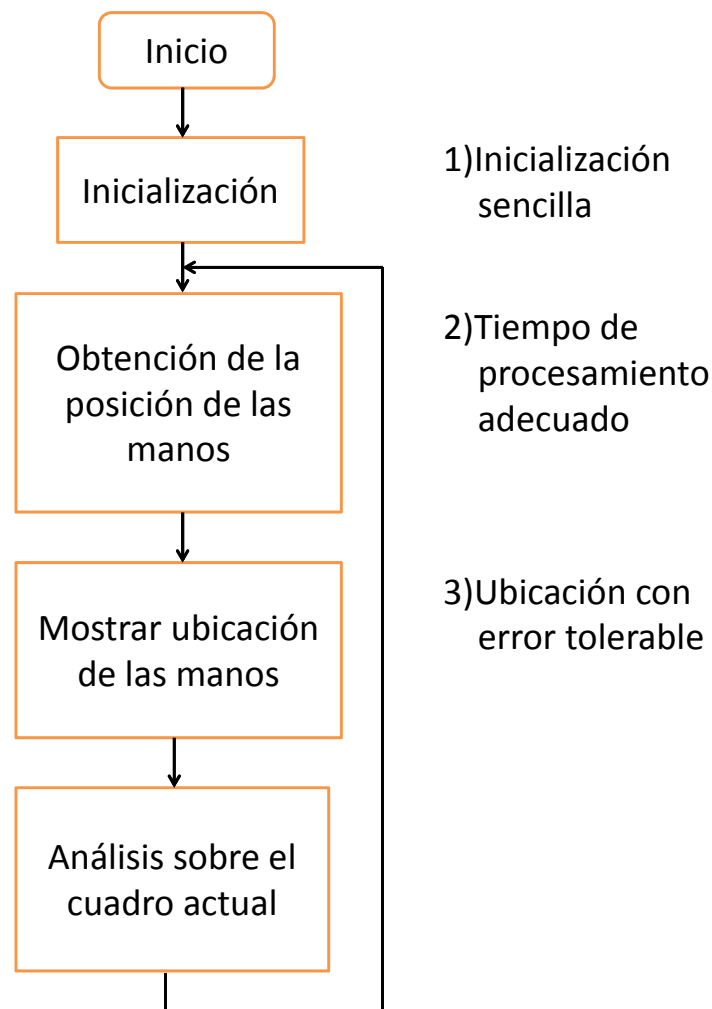 Inicio
Inicialización
1)Inicialización
sencilla
Obtención de la
posición de las
manos
2)Tiempo de
procesamiento
adecuado
Mostrar ubicación
de las manos
3)Ubicación con
error tolerable
Análisis sobre el
cuadro actual